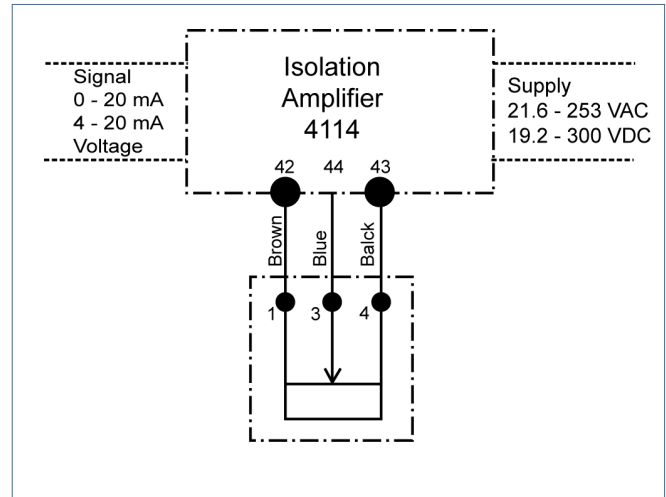 Isolation
Amplifier
4114
Signal
0 - 20 mA
4 - 20 mA
Voltage
Supply
21.6 - 253 VAC
19.2 - 300 VDC
42 44 43
Brown
Blue
Balck
1 3 4